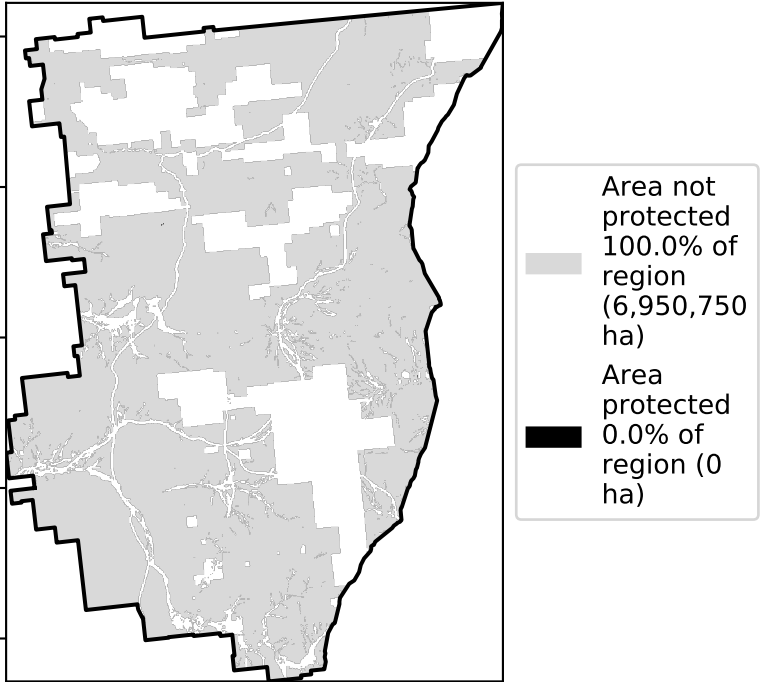 Area not
protected
100.0% of
region
(6,950,750
ha)
Area
protected
0.0% of
region (0
ha)